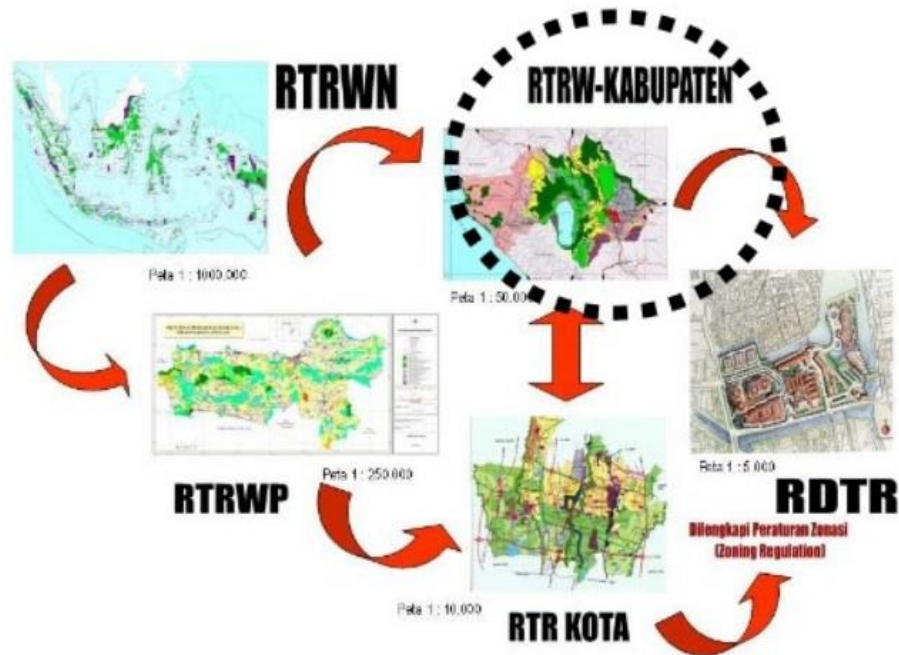 RTRWN
RTRW-KABUPATEN
Peta 1 : 1000.000
Peta 1 : 50.000
Peta 1 : 250.000
RTRWP
Peta 1 : 5.000
RDTR
Dilengkapi Peraturan Zonasi
(Zoning Regulation)
Peta 1 : 10.000
RTR KOTA